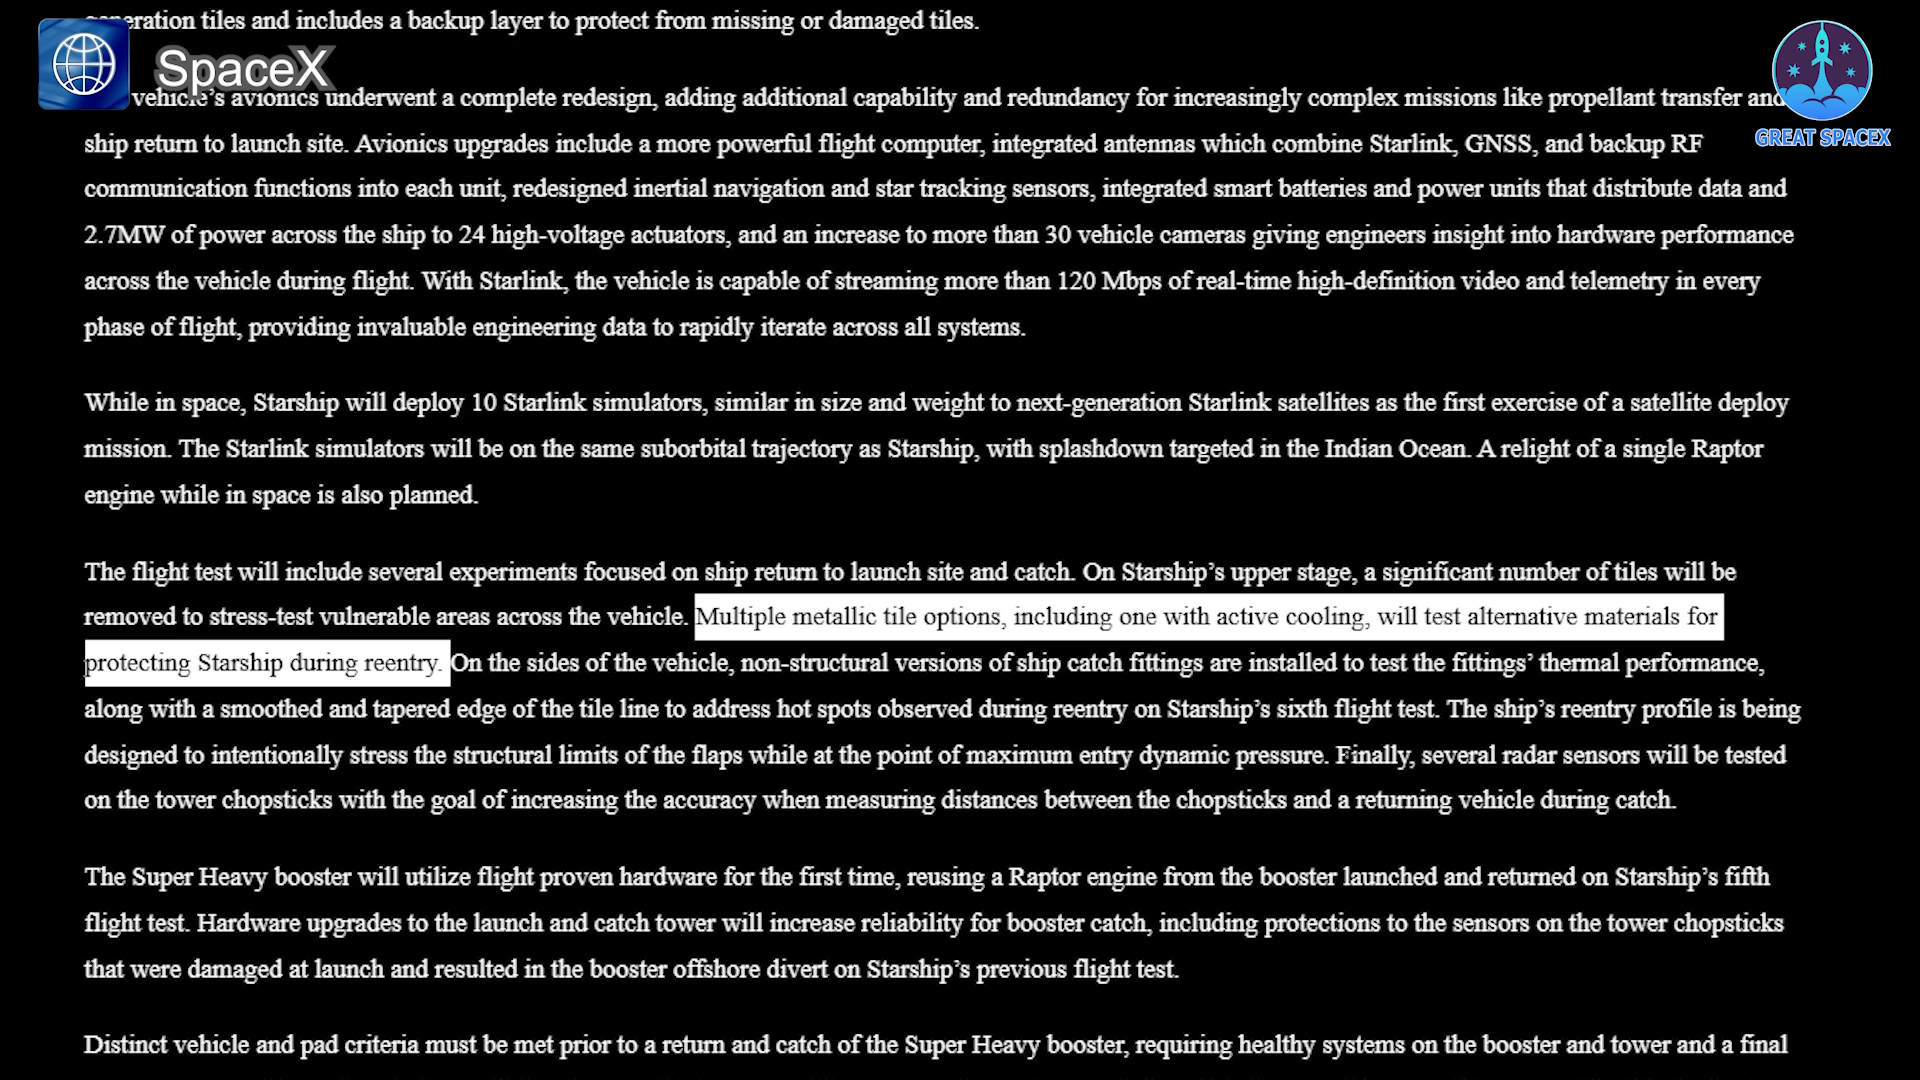 generation tiles and includes a backup layer to protect from missing or damaged tiles.
SpaceX
GREAT SPACEX
vehicle’s avionics underwent a complete redesign, adding additional capability and redundancy for increasingly complex missions like propellant transfer and
ship return to launch site. Avionics upgrades include a more powerful flight computer, integrated antennas which combine Starlink, GNSS, and backup RF
communication functions into each unit, redesigned inertial navigation and star tracking sensors, integrated smart batteries and power units that distribute data and
2.7MW of power across the ship to 24 high-voltage actuators, and an increase to more than 30 vehicle cameras giving engineers insight into hardware performance
across the vehicle during flight. With Starlink, the vehicle is capable of streaming more than 120 Mbps of real-time high-definition video and telemetry in every
phase of flight, providing invaluable engineering data to rapidly iterate across all systems.
While in space, Starship will deploy 10 Starlink simulators, similar in size and weight to next-generation Starlink satellites as the first exercise of a satellite deploy
mission. The Starlink simulators will be on the same suborbital trajectory as Starship, with splashdown targeted in the Indian Ocean. A relight of a single Raptor
engine while in space is also planned.
The flight test will include several experiments focused on ship return to launch site and catch. On Starship’s upper stage, a significant number of tiles will be
removed to stress-test vulnerable areas across the vehicle. Multiple metallic tile options, including one with active cooling, will test alternative materials for
protecting Starship during reentry. On the sides of the vehicle, non-structural versions of ship catch fittings are installed to test the fittings’ thermal performance,
along with a smoothed and tapered edge of the tile line to address hot spots observed during reentry on Starship’s sixth flight test. The ship’s reentry profile is being
designed to intentionally stress the structural limits of the flaps while at the point of maximum entry dynamic pressure. Finally, several radar sensors will be tested
on the tower chopsticks with the goal of increasing the accuracy when measuring distances between the chopsticks and a returning vehicle during catch.
The Super Heavy booster will utilize flight proven hardware for the first time, reusing a Raptor engine from the booster launched and returned on Starship’s fifth
flight test. Hardware upgrades to the launch and catch tower will increase reliability for booster catch, including protections to the sensors on the tower chopsticks
that were damaged at launch and resulted in the booster offshore divert on Starship’s previous flight test.
Distinct vehicle and pad criteria must be met prior to a return and catch of the Super Heavy booster, requiring healthy systems on the booster and tower and a final